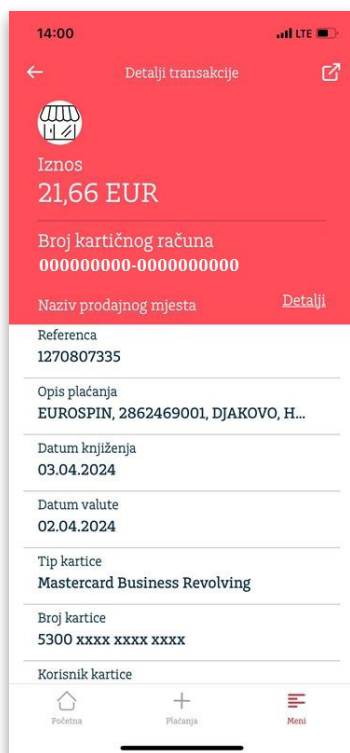 14:00
LTE
Detalji transakcije
Iznos
21,66 EUR
Broj kartičnog računa
000000000-0000000000
Naziv prodajnog mjesta Detalji
Referenca
1270807335
Opis plaćanja
EUROSPIN, 2862469001, DJAKOVO, H...
Datum knjiženja
03.04.2024
Datum valute
02.04.2024
Tip kartice
Mastercard Business Revolving
Broj kartice
5300 xxxx xxxx xxxx
Korisnik kartice
Početna Plaćanja Meni